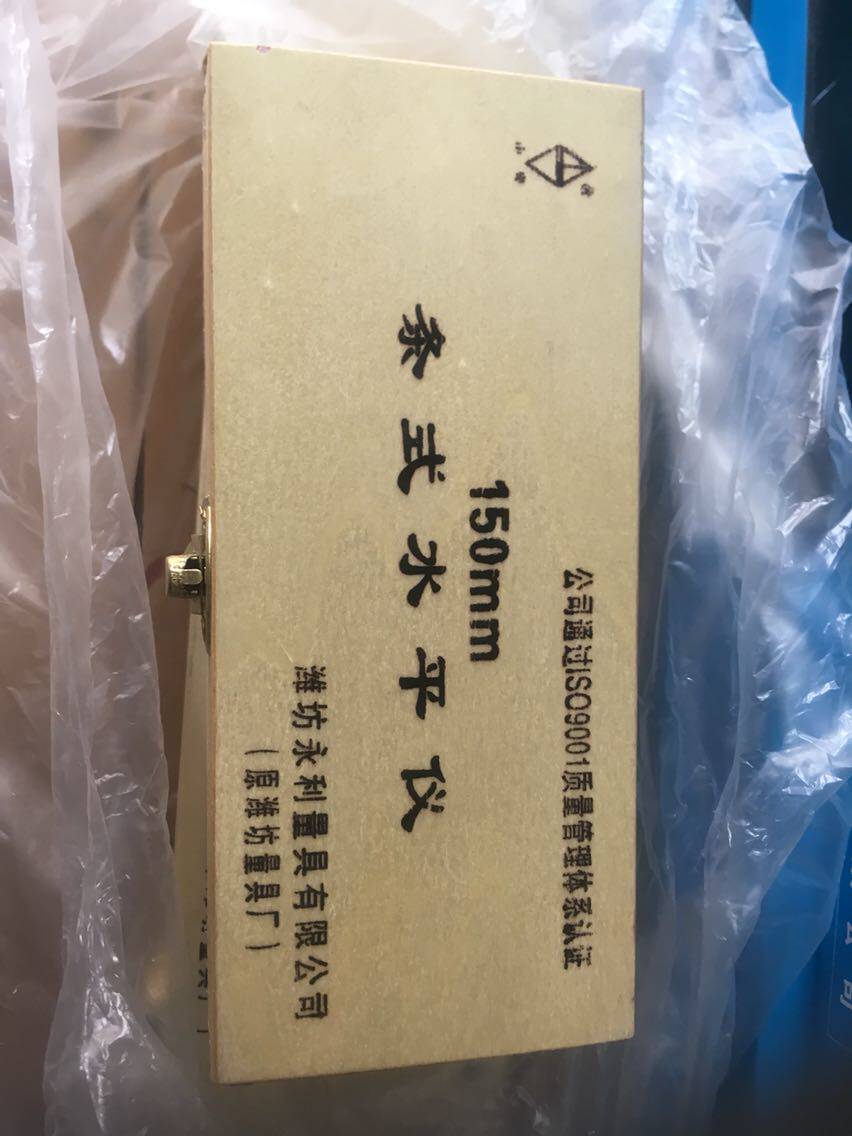 公司通过ISO9001质量管理体系认证
150mm
条式水平仪
潍坊永利量具有限公司
（原潍坊量具厂）
司